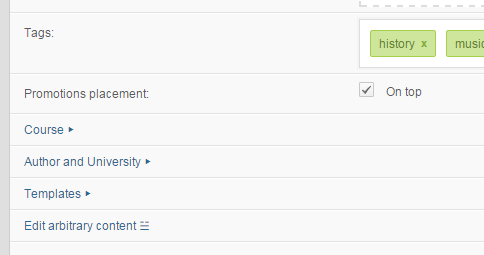 Tags: history x music
Promotions placement: On top
Course
Author and University
Templates
Edit arbitrary content